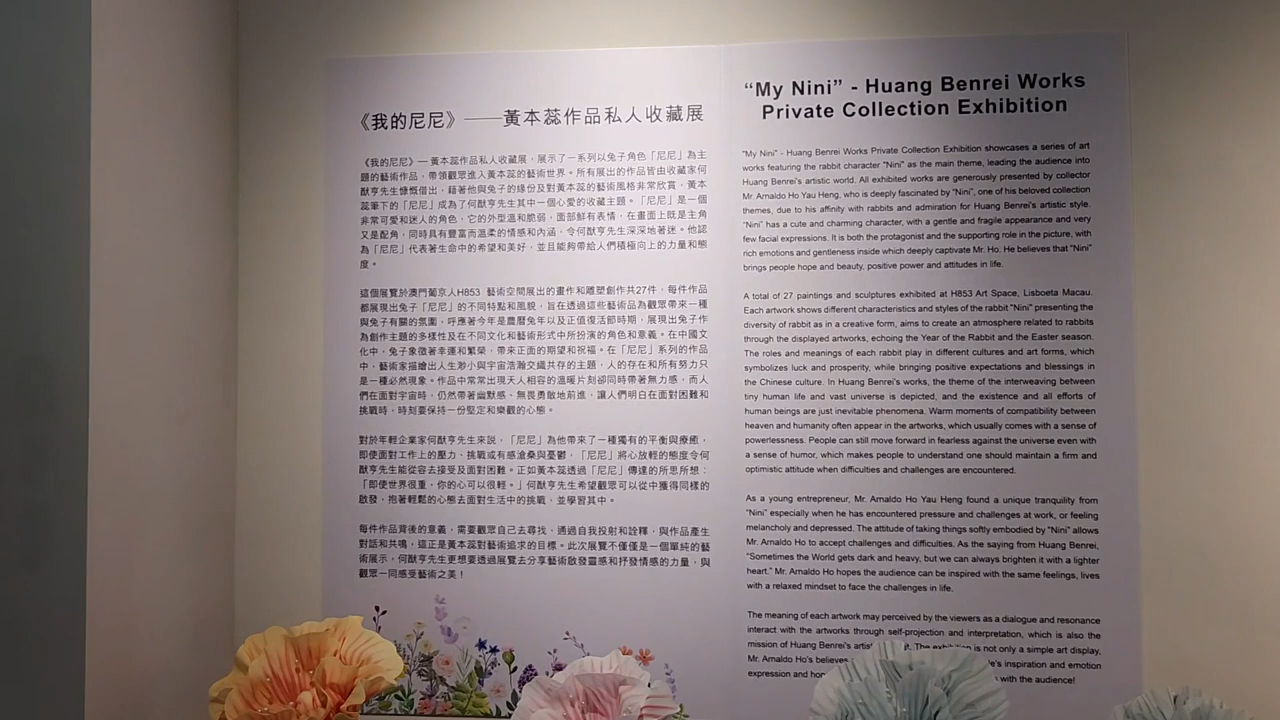 《我的尼尼》——黃本蕊作品私人收藏展
《我的尼尼》— 黃本蕊作品私人收藏展，展示了一系列以兔子角色「尼尼」為主
題的藝術作品，帶領觀眾進入黃本蕊的藝術世界。所有展出的作品皆由收藏家何
猷亨先生慷慨借出，藉著他與兔子的緣份及對黃本蕊的藝術風格非常欣賞，黃本
蕊筆下的「尼尼」成為了何猷亨先生其中一個心愛的收藏主題。「尼尼」是一個
非常可愛和迷人的角色，它的外型溫和脆弱，面部鮮有表情，在畫面上既是主角
又是配角，同時具有豐富而溫柔的情感和內涵，令何猷亨先生深深地著迷。他認
為「尼尼」代表著生命中的希望和美好，並且能夠帶給人們積極向上的力量和態
度。
這個展覽於澳門葡京人H853 藝術空間展出的畫作和雕塑創作共27件，每件作品
都展現出兔子「尼尼」的不同特點和風貌，旨在透過這些藝術品為觀眾帶來一種
與兔子有關的氛圍，呼應著今年是農曆兔年以及正值復活節時期，展現出兔子作
為創作主題的多樣性及在不同文化和藝術形式中所扮演的角色和意義。在中國文
化中，兔子象徵著幸運和繁榮，帶來正面的期望和祝福。在「尼尼」系列的作品
中，藝術家描繪出人生渺小與宇宙浩瀚交織共存的主題，人的存在和所有努力只
是一種必然現象。作品中常常出現天人相容的溫暖片刻卻同時帶著無力感，而人
們在面對宇宙時，仍然帶著幽默感、無畏勇敢地前進，讓人們明白在面對困難和
挑戰時，時刻要保持一份堅定和樂觀的心態。
對於年輕企業家何猷亨先生來說，「尼尼」為他帶來了一種獨有的平衡與療癒，
即使面對工作上的壓力、挑戰或有感滄桑與憂鬱，「尼尼」將心放輕的態度令何
猷亨先生能從容去接受及面對困難。正如黃本蕊透過「尼尼」傳達的所思所想：
「即使世界很重，你的心可以很輕。」何猷亨先生希望觀眾可以從中獲得同樣的
啟發，抱著輕鬆的心態去面對生活中的挑戰，並學習其中。
每件作品背後的意義，需要觀眾自己去尋找，通過自我投射和詮釋，與作品產生
對話和共鳴，這正是黃本蕊對藝術追求的目標。此次展覽不僅僅是一個單純的藝
術展示，何猷亨先生更想要透過展覽去分享藝術啟發靈感和抒發情感的力量，與
觀眾一同感受藝術之美！
“My Nini” - Huang Benrei Works
Private Collection Exhibition
"My Nini" - Huang Benrei Works Private Collection Exhibition showcases a series of art
works featuring the rabbit character "Nini" as the main theme, leading the audience into
Huang Benrei's artistic world. All exhibited works are generously presented by collector
Mr. Arnaldo Ho Yau Heng, who is deeply fascinated by "Nini", one of his beloved collection
themes, due to his affinity with rabbits and admiration for Huang Benrei's artistic style.
"Nini" has a cute and charming character, with a gentle and fragile appearance and very
few facial expressions. It is both the protagonist and the supporting role in the picture, with
rich emotions and gentleness inside which deeply captivate Mr. Ho. He believes that "Nini"
brings people hope and beauty, positive power and attitudes in life.
A total of 27 paintings and sculptures exhibited at H853 Art Space, Lisboeta Macau.
Each artwork shows different characteristics and styles of the rabbit "Nini" presenting the
diversity of rabbit as in a creative form, aims to create an atmosphere related to rabbits
through the displayed artworks, echoing the Year of the Rabbit and the Easter season.
The roles and meanings of each rabbit play in different cultures and art forms, which
symbolizes luck and prosperity, while bringing positive expectations and blessings in
the Chinese culture. In Huang Benrei's works, the theme of the interweaving between
tiny human life and vast universe is depicted, and the existence and all efforts of
human beings are just inevitable phenomena. Warm moments of compatibility between
heaven and humanity often appear in the artworks, which usually comes with a sense of
powerlessness. People can still move forward in fearless against the universe even with
a sense of humor, which makes people to understand one should maintain a firm and
optimistic attitude when difficulties and challenges are encountered.
As a young entrepreneur, Mr. Arnaldo Ho Yau Heng found a unique tranquility from
"Nini" especially when he has encountered pressure and challenges at work, or feeling
melancholy and depressed. The attitude of taking things softly embodied by "Nini" allows
Mr. Arnaldo Ho to accept challenges and difficulties. As the saying from Huang Benrei,
"Sometimes the World gets dark and heavy, but we can always brighten it with a lighter
heart." Mr. Arnaldo Ho hopes the audience can be inspired with the same feelings, lives
with a relaxed mindset to face the challenges in life.
The meaning of each artwork may perceived by the viewers as a dialogue and resonance
interact with the artworks through self-projection and interpretation, which is also the
mission of Huang Benrei's is not only a simple art display,
Mr. Arnaldo Ho's believes inspiration and emotion
expression and with the audience!